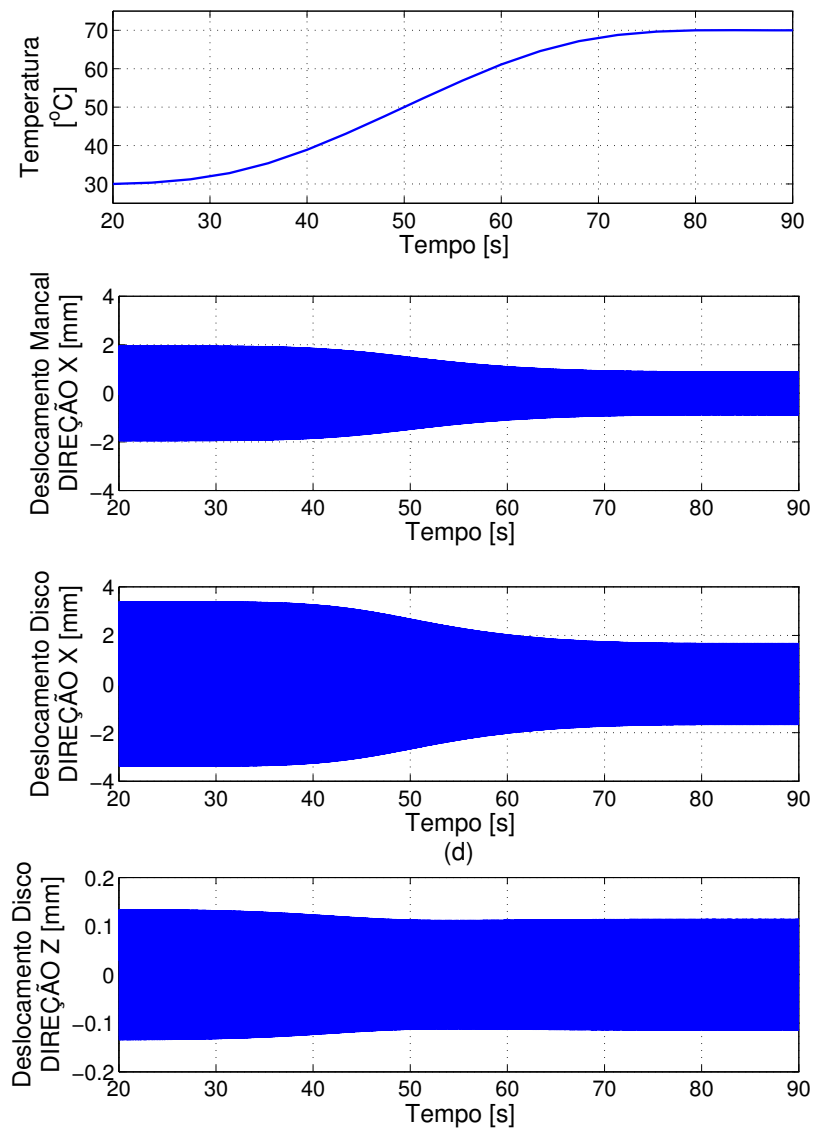 Temperatura
[°C]
70
60
50
40
30
20 30 40 50 60 70 80 90
Tempo [s]
Deslocamento Mancal
DIREÇÃO X [mm]
4
2
0
−2
−4
20 30 40 50 60 70 80 90
Tempo [s]
Deslocamento Disco
DIREÇÃO X [mm]
4
2
0
−2
−4
20 30 40 50 60 70 80 90
Tempo [s]
(d)
Deslocamento Disco
DIREÇÃO Z [mm]
0.2
0.1
0
−0.1
−0.2
20 30 40 50 60 70 80 90
Tempo [s]